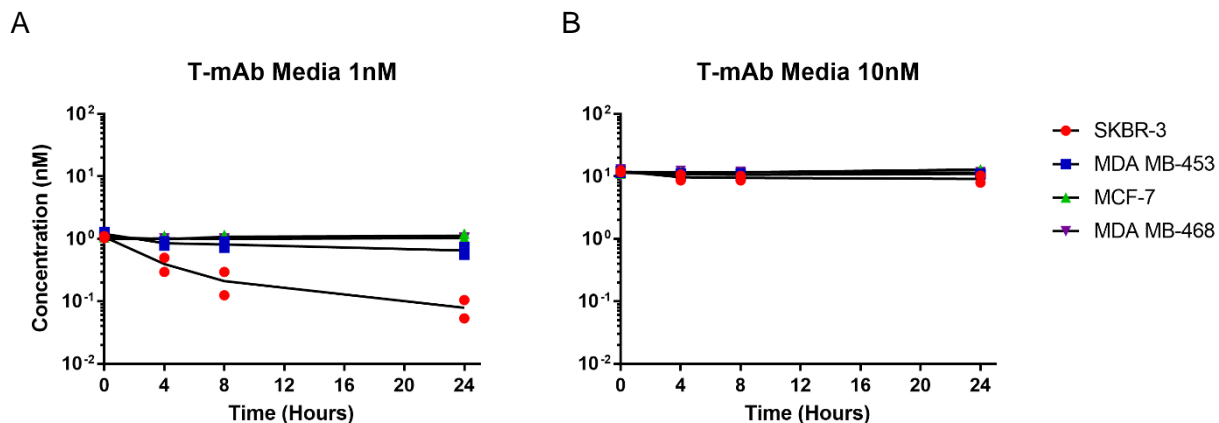 A
B
T-mAb Media 1nM
T-mAb Media 10nM
Concentration (nM)
10²
10¹
10⁰
10⁻¹
10⁻²
0 4 8 12 16 20 24
Time (Hours)
10²
10¹
10⁰
10⁻¹
10⁻²
0 4 8 12 16 20 24
Time (Hours)
SKBR-3
MDA MB-453
MCF-7
MDA MB-468